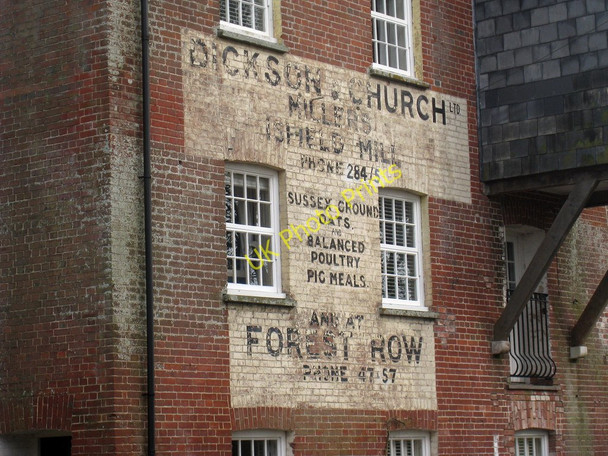 DICKSON & CHURCH LTD
MILLERS
ISFIELD MILL
PHONE 284/5
SUSSEX GROUND
OATS.
AND
BALANCED
POULTRY
PIG MEALS.
AND AT
FOREST ROW
PHONE 47·57
UK Photo Prints